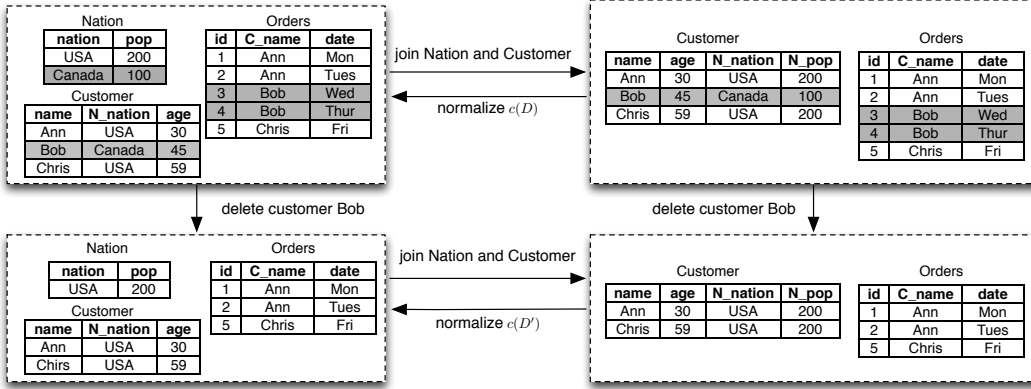 Nation
nation pop
USA 200
Canada 100
Customer
name N_nation age
Ann USA 30
Bob Canada 45
Chris USA 59
Orders
id C_name date
1 Ann Mon
2 Ann Tues
3 Bob Wed
4 Bob Thur
5 Chris Fri
join Nation and Customer
normalize c(D)
Customer
name age N_nation N_pop
Ann 30 USA 200
Bob 45 Canada 100
Chris 59 USA 200
Orders
id C_name date
1 Ann Mon
2 Ann Tues
3 Bob Wed
4 Bob Thur
5 Chris Fri
delete customer Bob
delete customer Bob
Nation
nation pop
USA 200
Customer
name N_nation age
Ann USA 30
Chirs USA 59
Orders
id C_name date
1 Ann Mon
2 Ann Tues
5 Chris Fri
join Nation and Customer
normalize c(D')
Customer
name age N_nation N_pop
Ann 30 USA 200
Chris 59 USA 200
Orders
id C_name date
1 Ann Mon
2 Ann Tues
5 Chris Fri